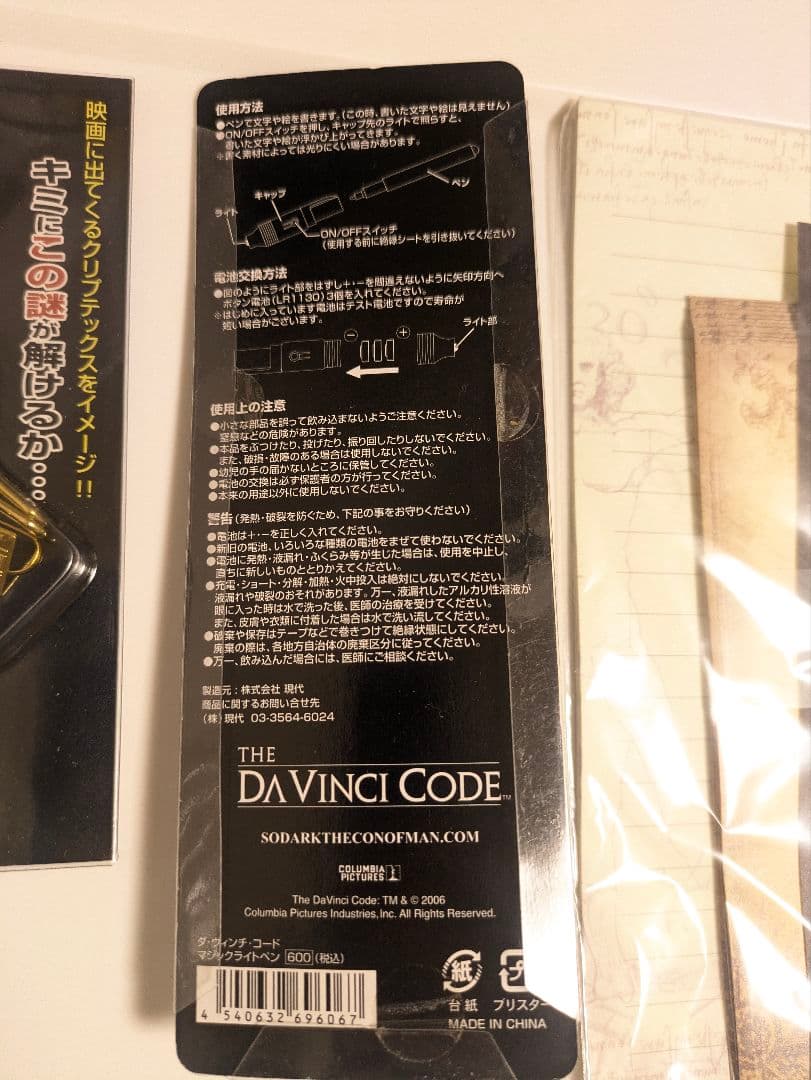 映画に出てくるクリプテックスをイメージ!!
キミにこの謎が解けるか…
使用方法
●ペンで文字や絵を書きます。(この時、書いた文字や絵は見えません)
●ON/OFFスイッチを押し、キャップ先のライトで照らすと、
書いた文字や絵が浮かび上がってきます。
※書く素材によっては光りにくい場合があります。
キャップ
ペン
ライト
ON/OFFスイッチ
(使用する前に絶縁シートを引き抜いてください)
電池交換方法
●図のようにライト部をはずし+・−を間違えないように矢印方向へ
ボタン電池(LR1130)3個を入れてください。
※はじめに入っています電池はテスト電池ですので寿命が
短い場合がございます。
ライト部
− +
使用上の注意
●小さな部品を誤って飲み込まないようご注意ください。
窒息などの危険があります。
●本品をぶつけたり、投げたり、振り回したりしないでください。
また、破損・故障のある場合は使用しないでください。
●幼児の手の届かないところに保管してください。
●電池の交換は必ず保護者の方が行ってください。
●本来の用途以外に使用しないでください。
警告(発熱・破裂を防ぐため、下記の事をお守りください)
●電池は+・−を正しく入れてください。
●新旧の電池、いろいろな種類の電池をまぜて使わないでください。
●電池に発熱・液漏れ・ふくらみ等が生じた場合は、使用を中止し、
直ちに新しいものととりかえてください。
●充電・ショート・分解・加熱・火中投入は絶対にしないでください。
液漏れや破裂のおそれがあります。万一、液漏れしたアルカリ性溶液が
眼に入った時は水で洗った後、医師の治療を受けてください。
また、皮膚や衣類に付着した場合は水で洗い流してください。
●破棄や保存はテープなどで巻きつけて絶縁状態にしてください。
廃棄の際は、各地方自治体の廃棄区分に従ってください。
●万一、飲み込んだ場合には、医師にご相談ください。
製造元：株式会社 現代
商品に関するお問い合せ先
(株)現代 03-3564-6024
THE
DA VINCI CODE™
SODARKTHECONOFMAN.COM
COLUMBIA
PICTURES
The DaVinci Code: TM & © 2006
Columbia Pictures Industries, Inc. All Rights Reserved.
ダ・ヴィンチ・コード
マジックライトペン 600(税込)
4 540632 696067
紙 プ
台紙 ブリスター
MADE IN CHINA